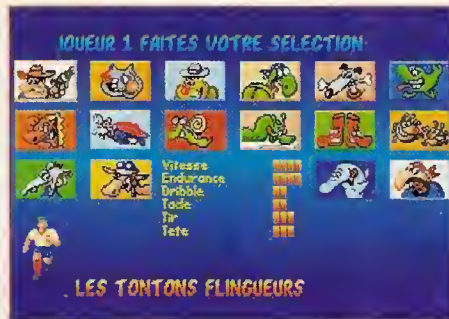 JOUEUR 1 FAITES VOTRE SELECTION
Vitesse
Endurance
Dribble
Tacle
Tir
Tete
LES TONTONS FLINGUEURS